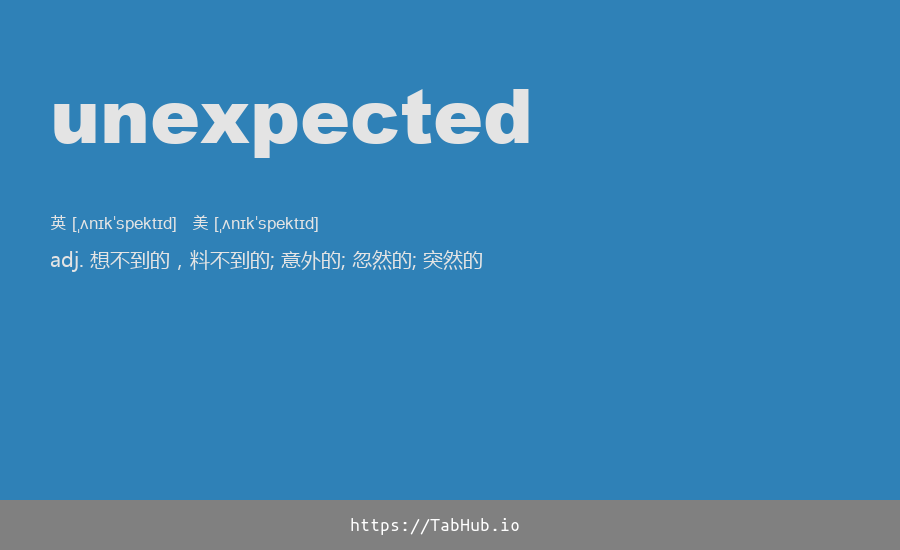 unexpected
英 [ˌʌnɪkˈspektɪd] 美 [ˌʌnɪkˈspektɪd]
adj. 想不到的，料不到的; 意外的; 忽然的; 突然的
https://TabHub.io